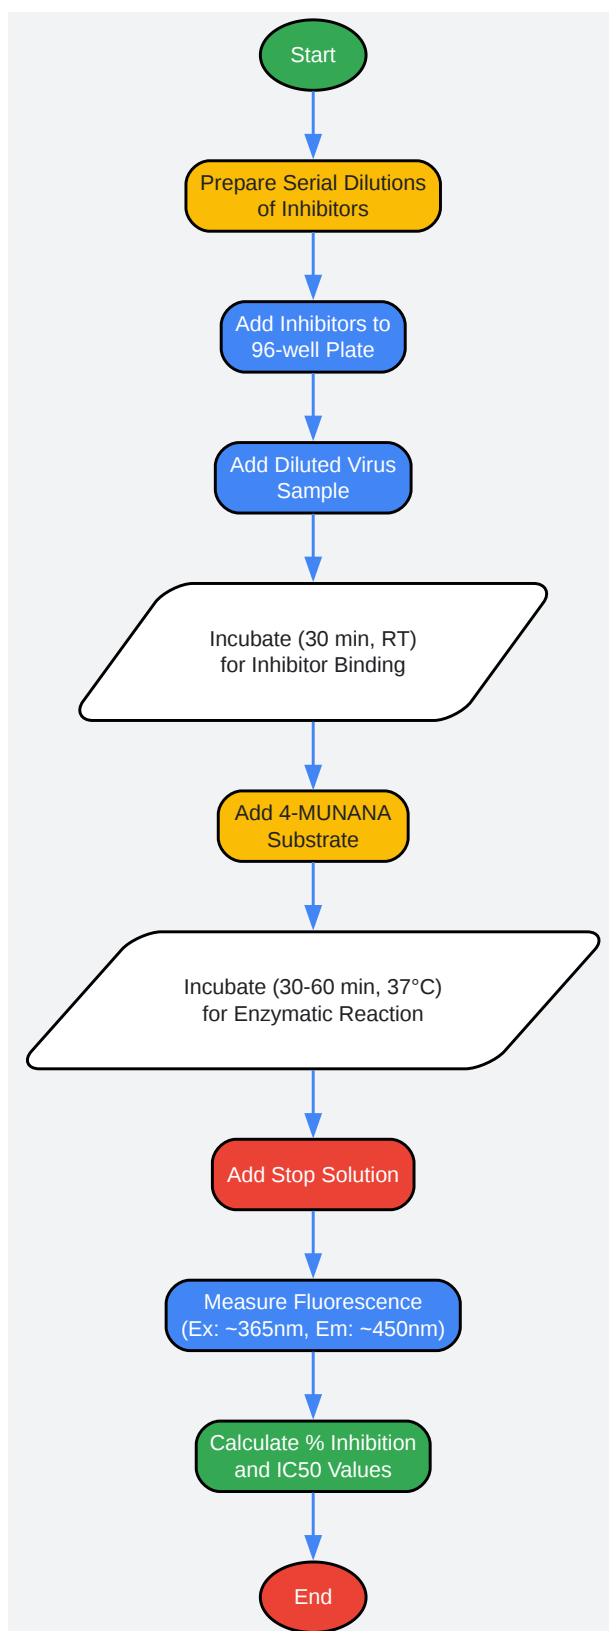 Start
Prepare Serial Dilutions
of Inhibitors
Add Inhibitors to
96-well Plate
Add Diluted Virus
Sample
Incubate (30 min, RT)
for Inhibitor Binding
Add 4-MUNANA
Substrate
Incubate (30-60 min, 37°C)
for Enzymatic Reaction
Add Stop Solution
Measure Fluorescence
(Ex: ~365nm, Em: ~450nm)
Calculate % Inhibition
and IC50 Values
End